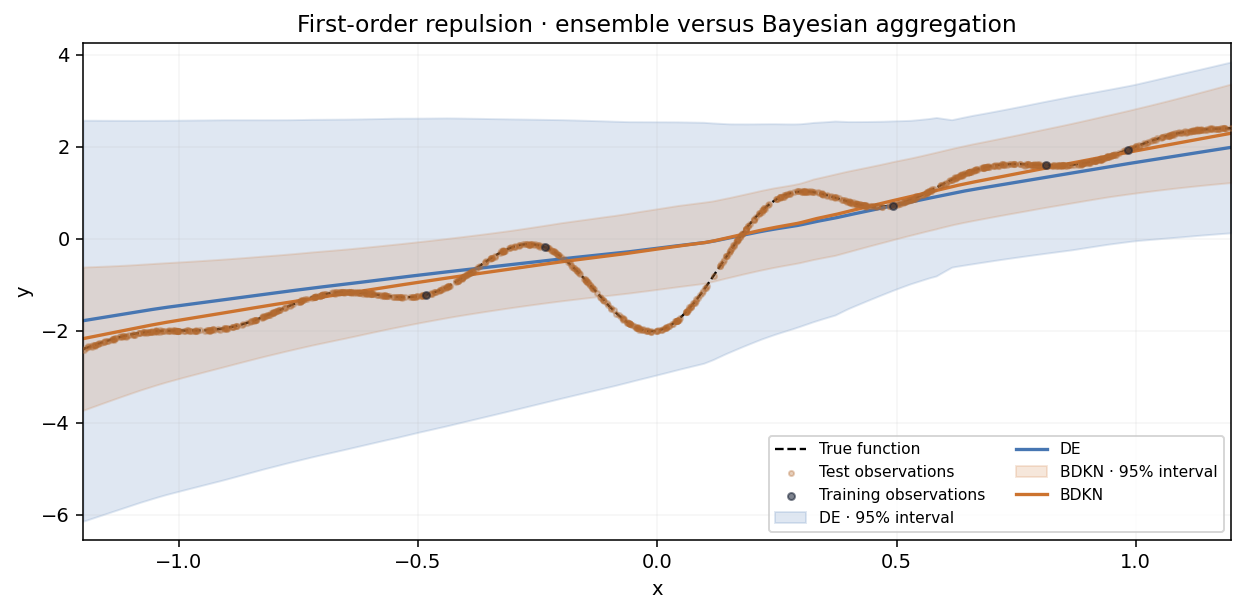 First-order repulsion · ensemble versus Bayesian aggregation
4
2
0
−2
−4
−6
y
−1.0
−0.5
0.0
0.5
1.0
x
True function
Test observations
Training observations
DE · 95% interval
DE
BDKN · 95% interval
BDKN